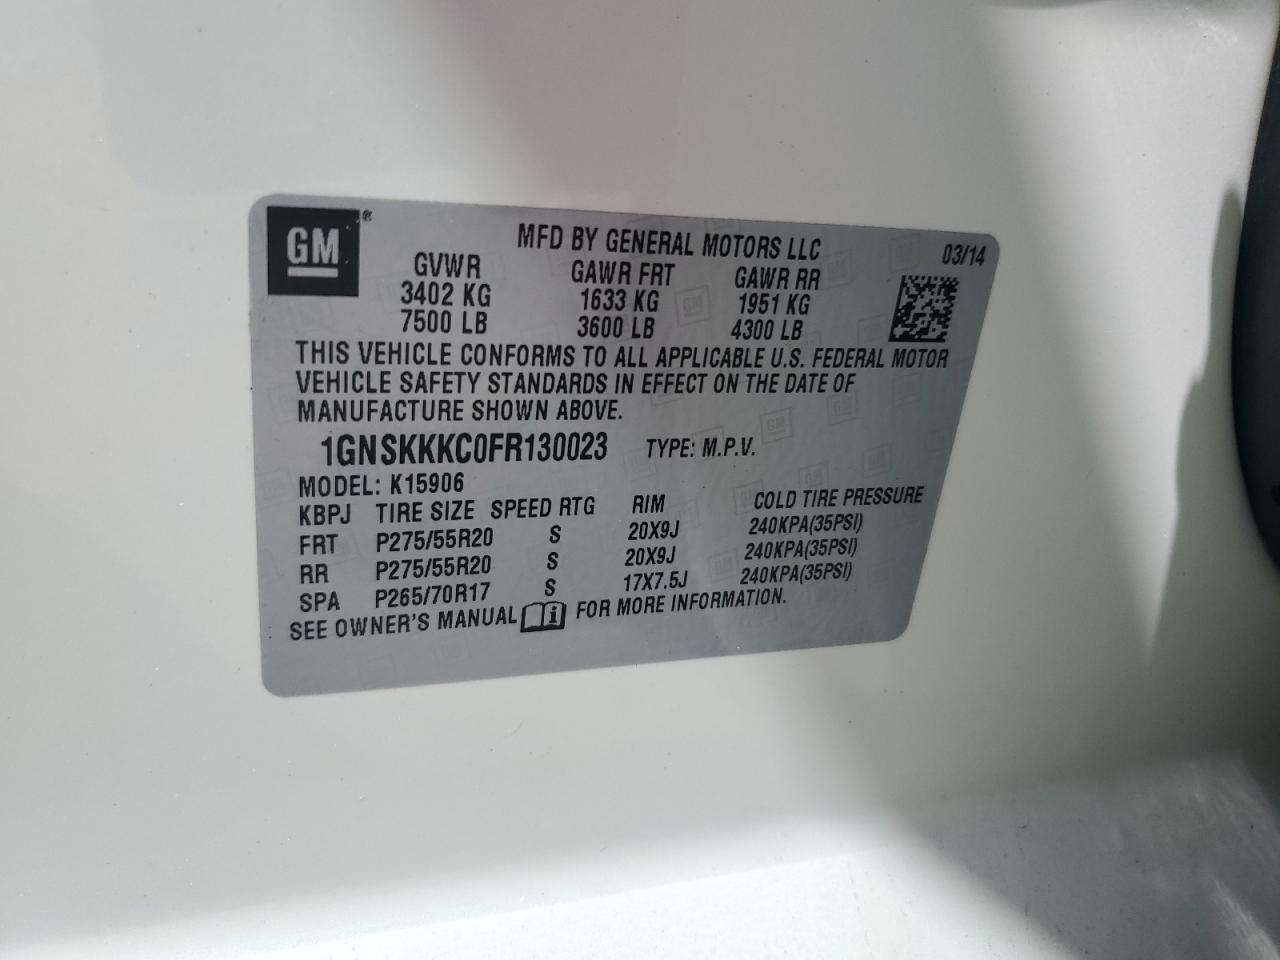 GM ®
MFD BY GENERAL MOTORS LLC 03/14
GVWR GAWR FRT GAWR RR
3402 KG 1633 KG 1951 KG
7500 LB 3600 LB 4300 LB
THIS VEHICLE CONFORMS TO ALL APPLICABLE U.S. FEDERAL MOTOR
VEHICLE SAFETY STANDARDS IN EFFECT ON THE DATE OF
MANUFACTURE SHOWN ABOVE.
1GNSKKKC0FR130023 TYPE: M.P.V.
MODEL: K15906
KBPJ TIRE SIZE SPEED RTG RIM COLD TIRE PRESSURE
FRT P275/55R20 S 20X9J 240KPA(35PSI)
RR P275/55R20 S 20X9J 240KPA(35PSI)
SPA P265/70R17 S 17X7.5J 240KPA(35PSI)
SEE OWNER'S MANUAL i FOR MORE INFORMATION.